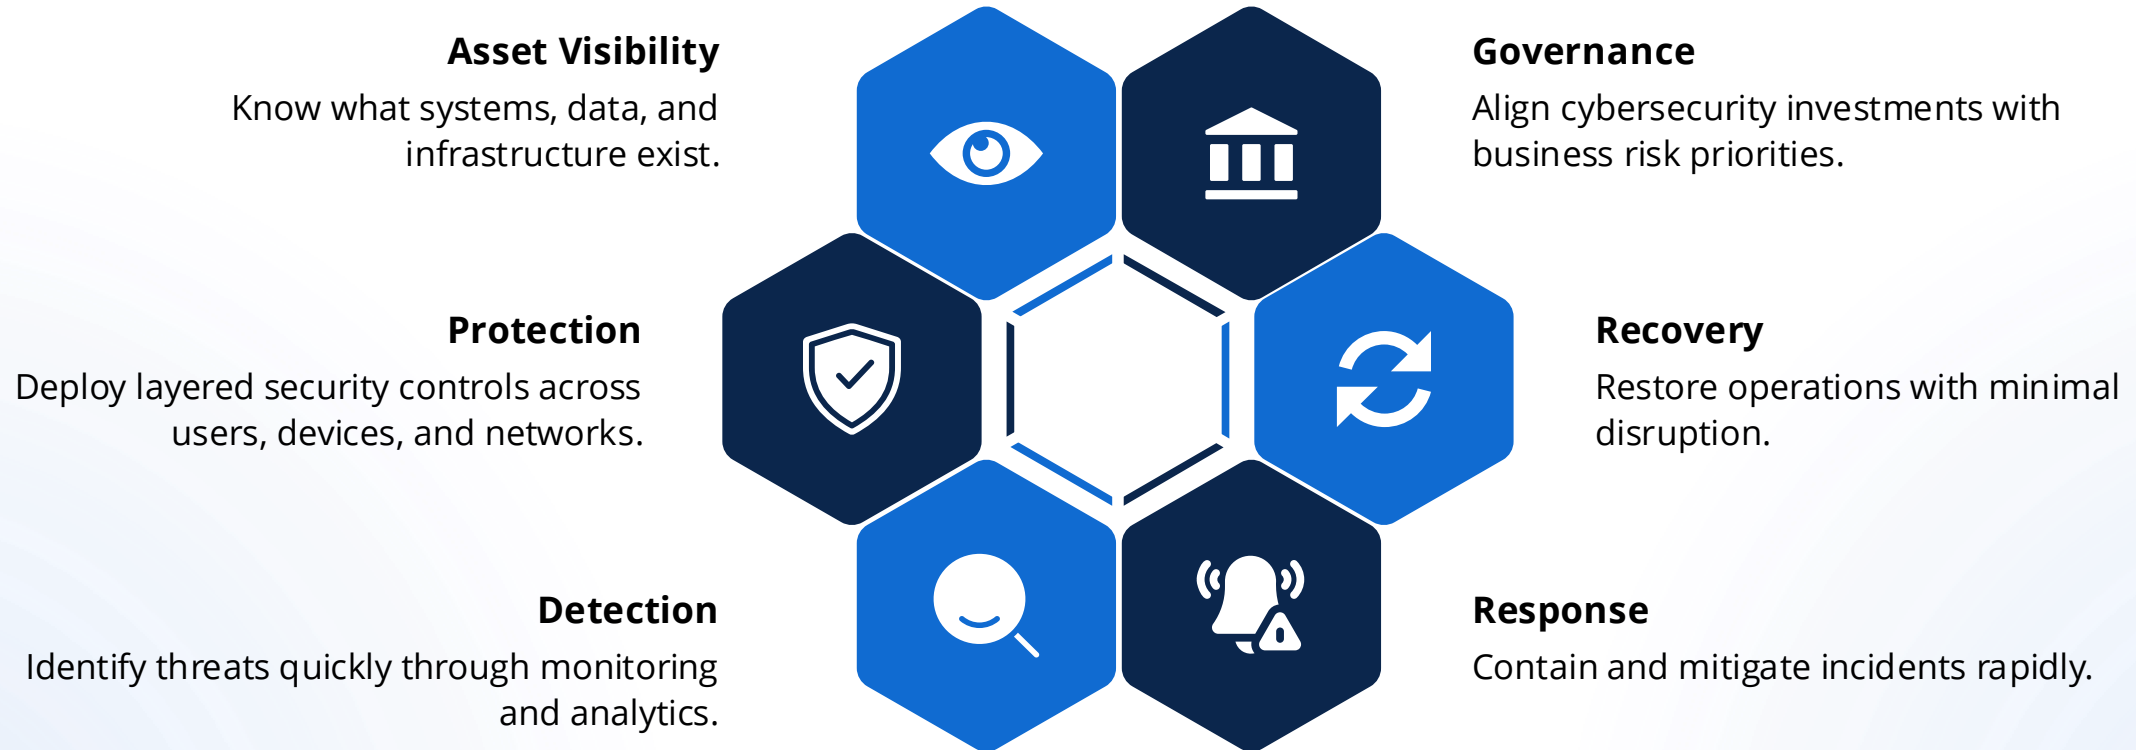 Asset Visibility
Know what systems, data, and
infrastructure exist.
Protection
Deploy layered security controls across
users, devices, and networks.
Detection
Identify threats quickly through monitoring
and analytics.
Governance
Align cybersecurity investments with
business risk priorities.
Recovery
Restore operations with minimal
disruption.
Response
Contain and mitigate incidents rapidly.